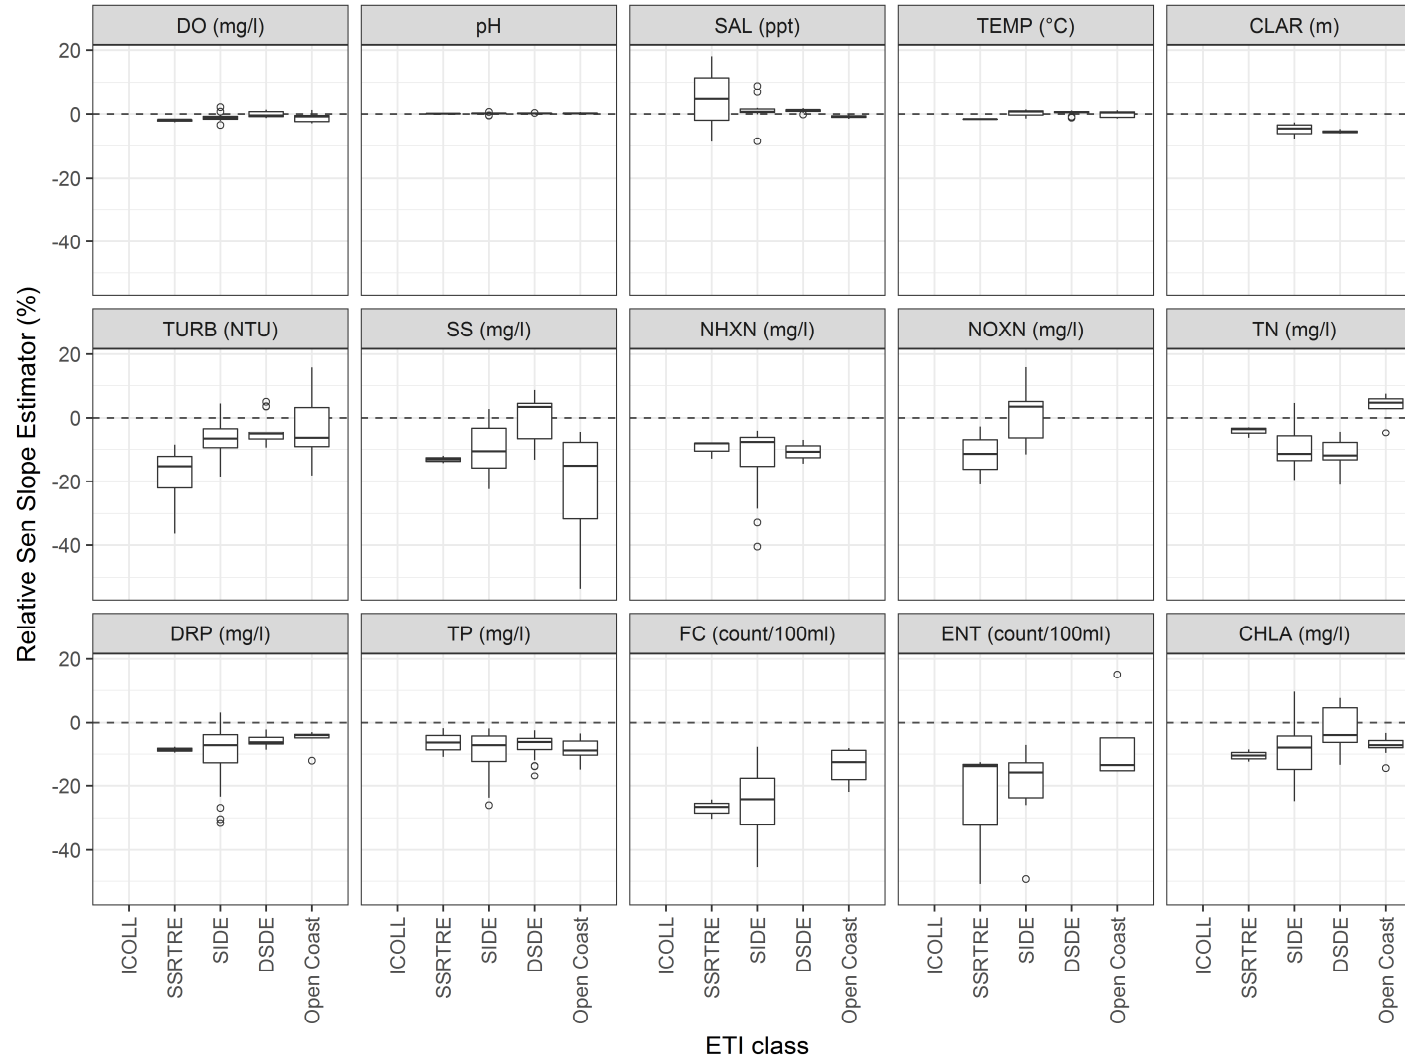 DO (mg/l) pH SAL (ppt) TEMP (°C) CLAR (m)
20
0
-20
-40
TURB (NTU) SS (mg/l) NHXN (mg/l) NOXN (mg/l) TN (mg/l)
20
0
-20
-40
DRP (mg/l) TP (mg/l) FC (count/100ml) ENT (count/100ml) CHLA (mg/l)
20
0
-20
-40
Relative Sen Slope Estimator (%)
ICOLL SSRTRE SIDE DSDE Open Coast ICOLL SSRTRE SIDE DSDE Open Coast ICOLL SSRTRE SIDE DSDE Open Coast ICOLL SSRTRE SIDE DSDE Open Coast ICOLL SSRTRE SIDE DSDE Open Coast
ETI class